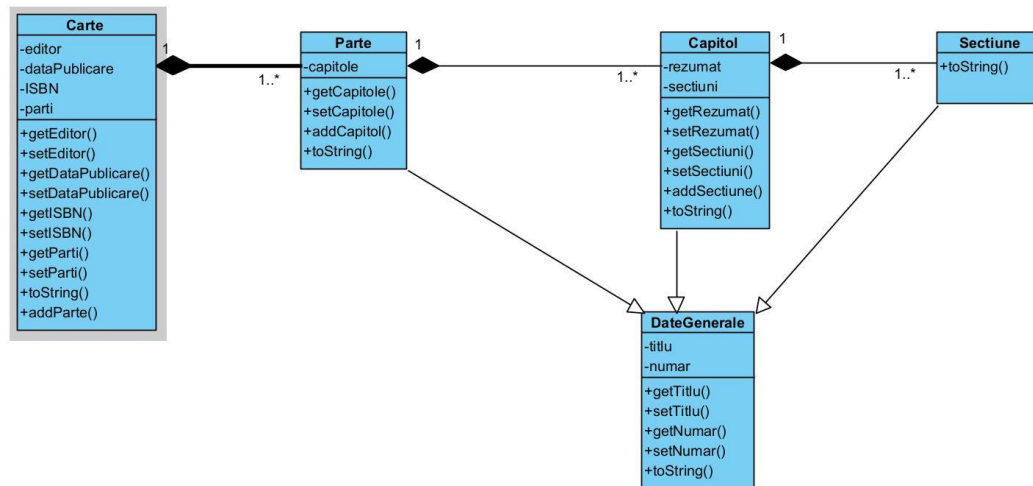 Carte
-editor
-dataPublicare
-ISBN
-parti
+getEditor()
+setEditor()
+getDataPublicare()
+setDataPublicare()
+getISBN()
+setISBN()
+getParti()
+setParti()
+toString()
+addParte()
1
1..*
Parte
-capitole
+getCapitole()
+setCapitole()
+addCapitol()
+toString()
1
1..*
Capitol
-rezumat
-sectiuni
+getRezumat()
+setRezumat()
+getSectiuni()
+setSectiuni()
+addSectiune()
+toString()
1
1..*
Sectiune
+toString()
DateGenerale
-titlu
-numar
+getTitlu()
+setTitlu()
+getNumar()
+setNumar()
+toString()